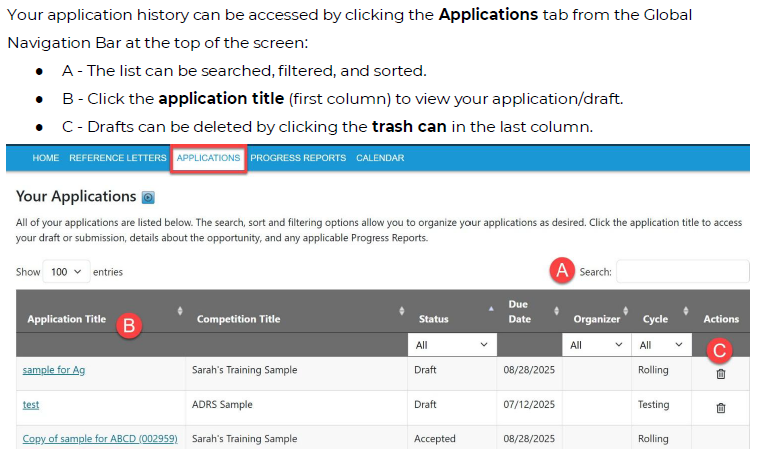 Your application history can be accessed by clicking the Applications tab from the Global
Navigation Bar at the top of the screen:
● A - The list can be searched, filtered, and sorted.
● B - Click the application title (first column) to view your application/draft.
● C - Drafts can be deleted by clicking the trash can in the last column.
HOME REFERENCE LETTERS APPLICATIONS PROGRESS REPORTS CALENDAR
Your Applications
All of your applications are listed below. The search, sort and filtering options allow you to organize your applications as desired. Click the application title to access
your draft or submission, details about the opportunity, and any applicable Progress Reports.
Show 100 entries A Search:
Application Title B Competition Title Status Due Date Organizer Cycle Actions
All All All C
sample for Ag Sarah's Training Sample Draft 08/28/2025 Rolling
test ADRS Sample Draft 07/12/2025 Testing
Copy of sample for ABCD (002959) Sarah's Training Sample Accepted 08/28/2025 Rolling